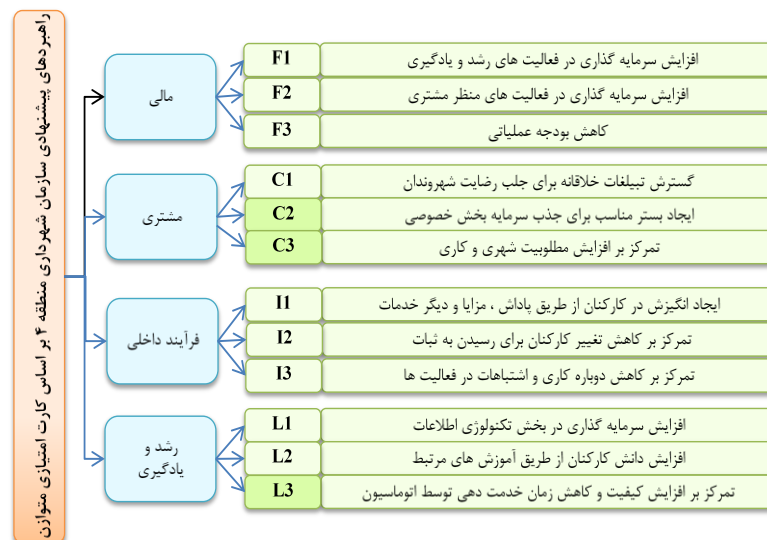 راهبردهای پیشنهادی سازمان شهرداری منطقه ۴ بر اساس کارت امتیازی متوازن
مالی
F1 افزایش سرمایه گذاری در فعالیت های رشد و یادگیری
F2 افزایش سرمایه گذاری در فعالیت های منظر مشتری
F3 کاهش بودجه عملیاتی
مشتری
C1 گسترش تبیلغات خلاقانه برای جلب رضایت شهروندان
C2 ایجاد بستر مناسب برای جذب سرمایه بخش خصوصی
C3 تمرکز بر افزایش مطلوبیت شهری و کاری
فرآیند داخلی
I1 ایجاد انگیزش در کارکنان از طریق پاداش ، مزایا و دیگر خدمات
I2 تمرکز بر کاهش تغییر کارکنان برای رسیدن به ثبات
I3 تمرکز بر کاهش دوباره کاری و اشتباهات در فعالیت ها
رشد و
یادگیری
L1 افزایش سرمایه گذاری در بخش تکنولوژی اطلاعات
L2 افزایش دانش کارکنان از طریق آموزش های مرتبط
L3 تمرکز بر افزایش کیفیت و کاهش زمان خدمت دهی توسط اتوماسیون